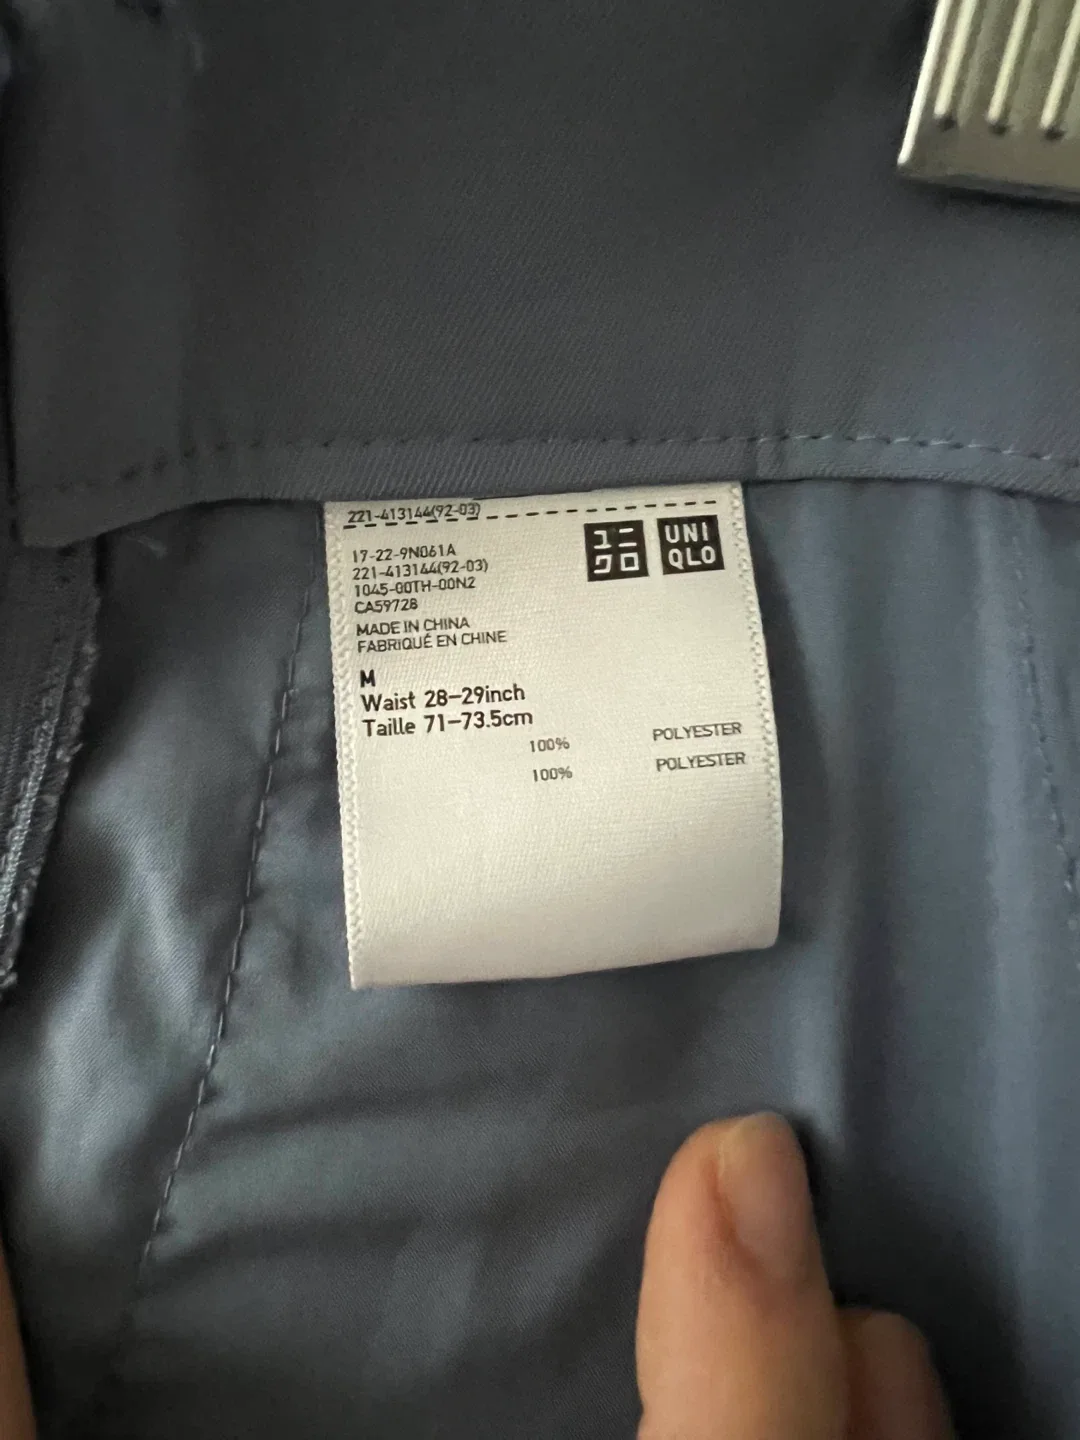 221-413144(92-03)
ユニ
クロ
UNI
QLO
17-22-9N061A
221-413144(92-03)
1045-00TH-00N2
CA59728
MADE IN CHINA
FABRIQUÉ EN CHINE
M
Waist 28–29inch
Taille 71–73.5cm
100% POLYESTER
100% POLYESTER